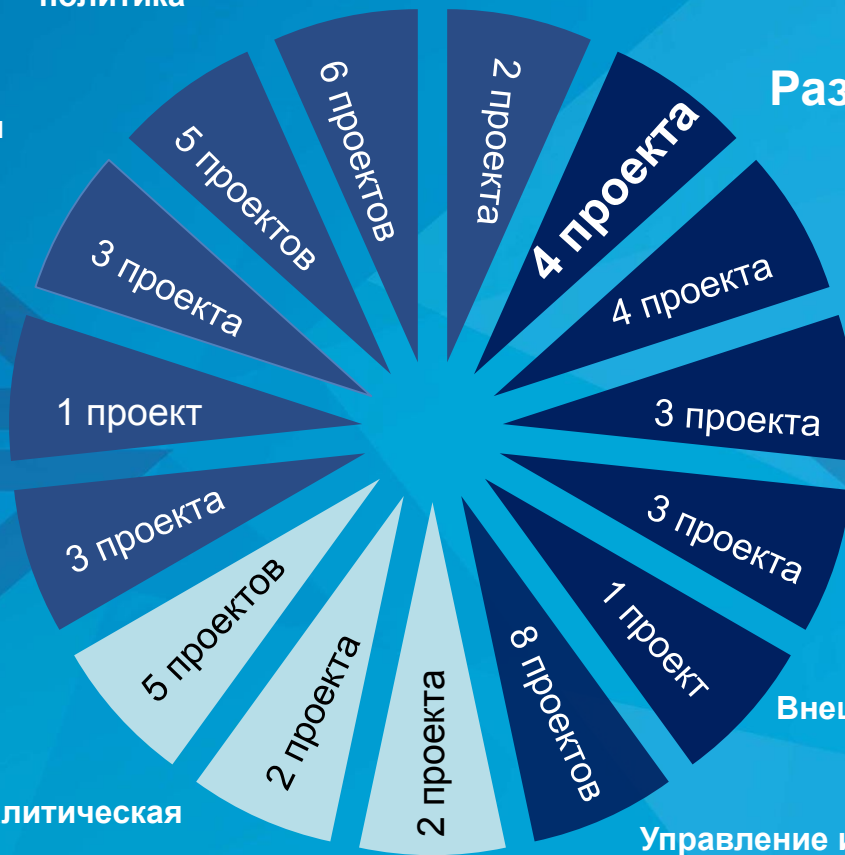 политика
Раз
2 проекта
4 проекта
4 проекта
3 проекта
3 проекта
1 проект
8 проектов
2 проекта
2 проекта
5 проектов
3 проекта
1 проект
3 проекта
5 проектов
6 проектов
Внеш
литическая
Управление и